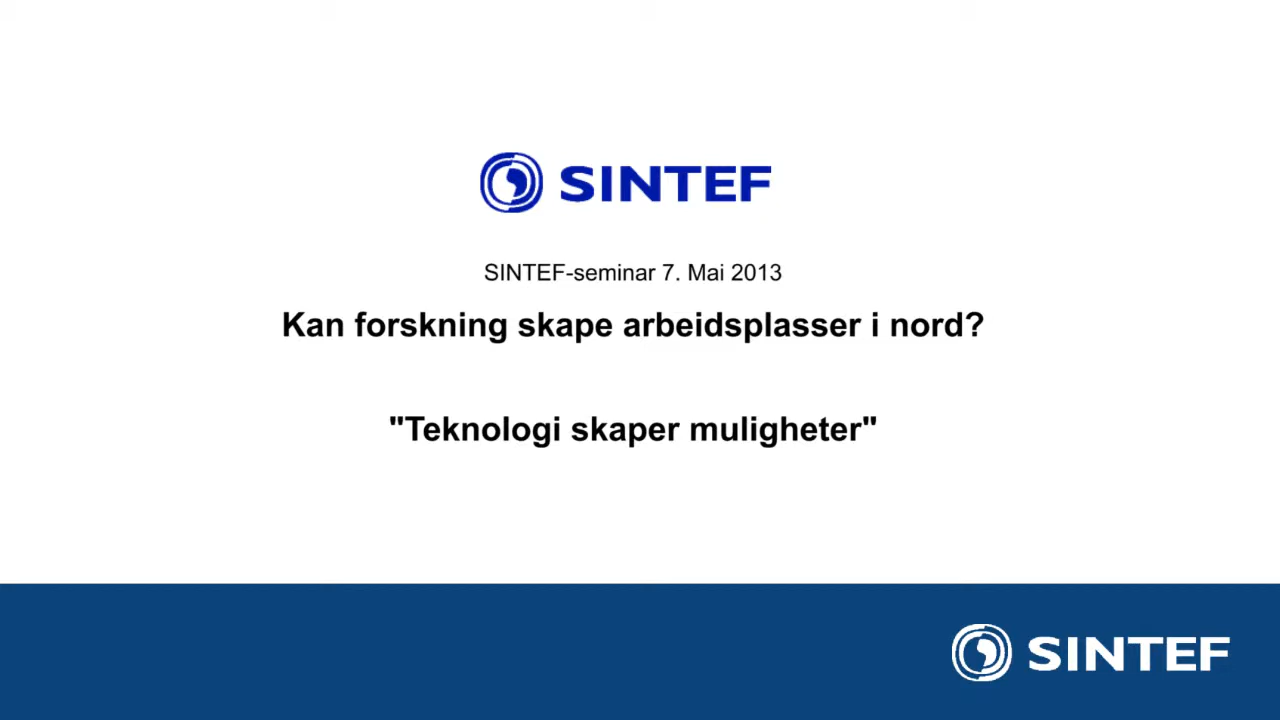 SINTEF
SINTEF-seminar 7. Mai 2013
Kan forskning skape arbeidsplasser i nord?
"Teknologi skaper muligheter"
SINTEF